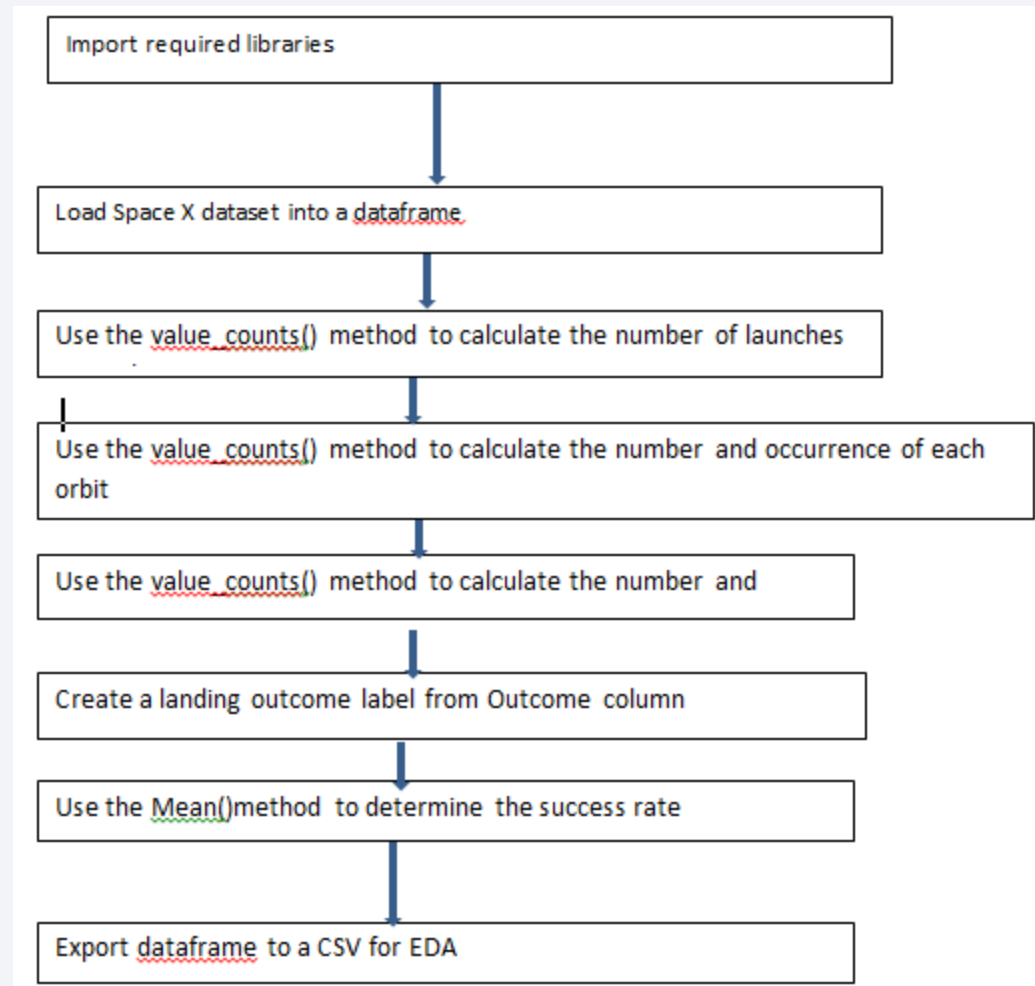 Import required libraries
Load Space X dataset into a dataframe
Use the value_counts() method to calculate the number of launches
Use the value_counts() method to calculate the number and occurrence of each
orbit
Use the value_counts() method to calculate the number and
Create a landing outcome label from Outcome column
Use the Mean()method to determine the success rate
Export dataframe to a CSV for EDA